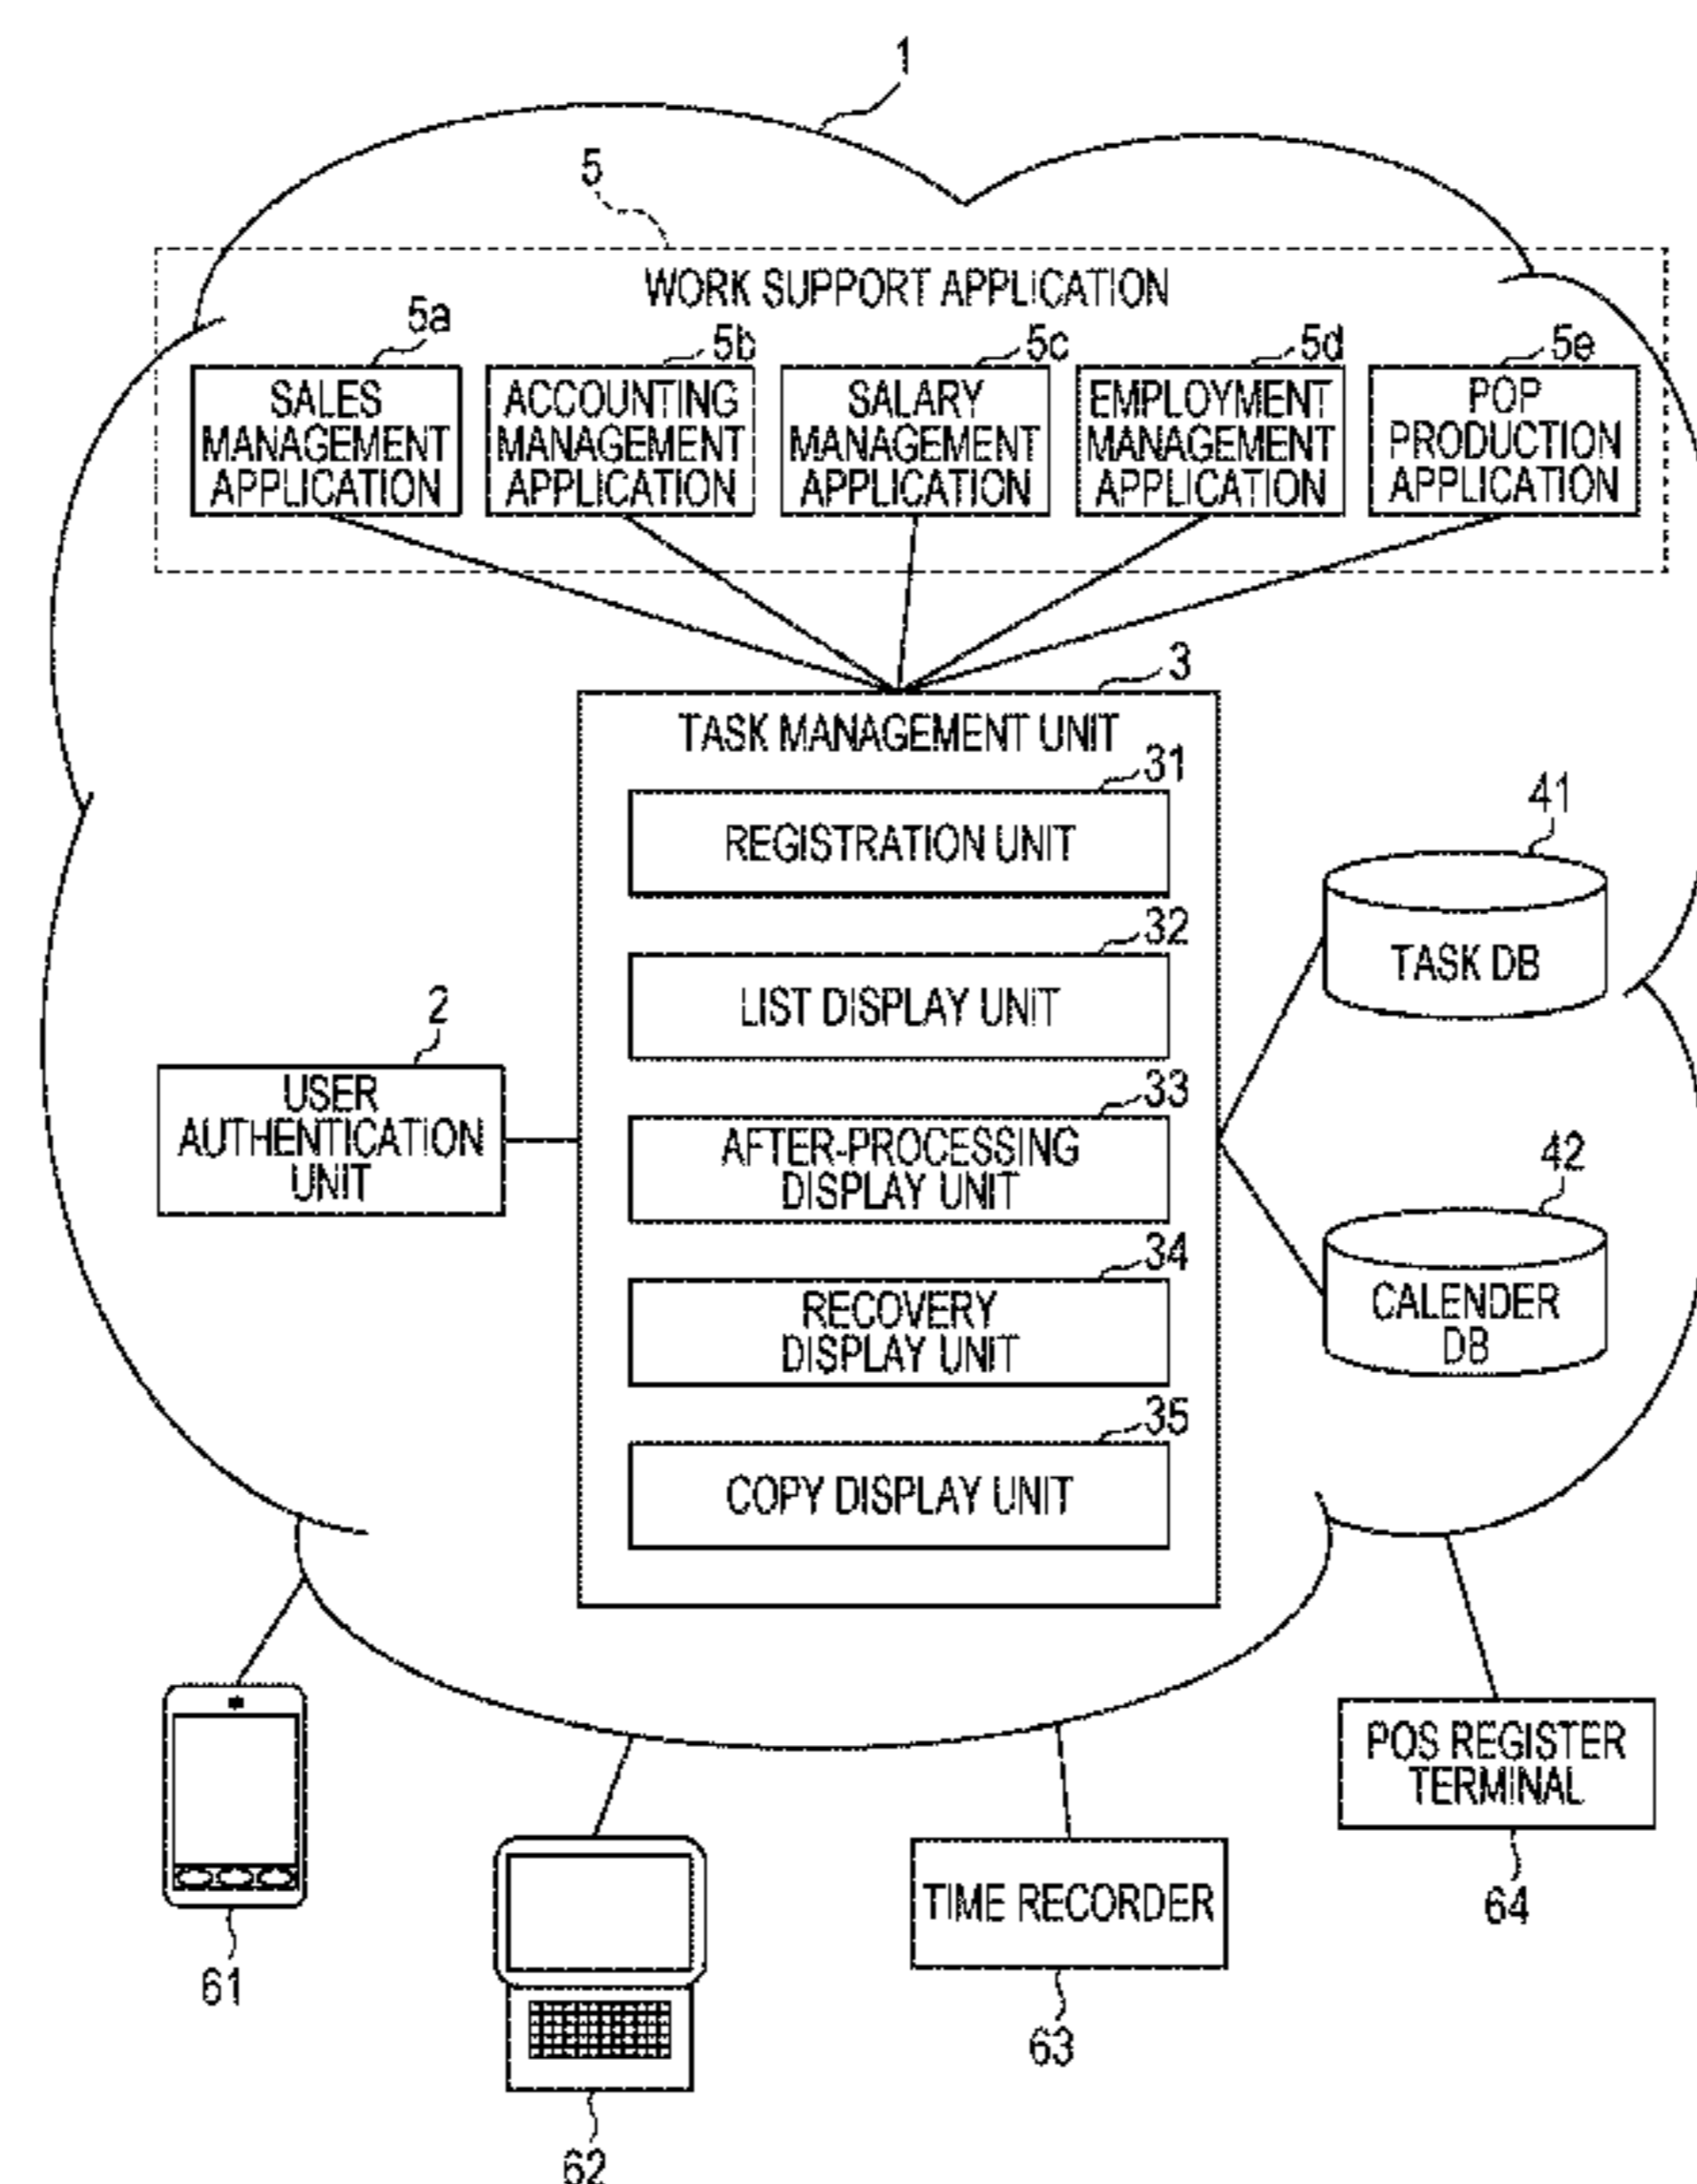 1
5
WORK SUPPORT APPLICATION
5a
5b
5c
5d
5e
SALES
MANAGEMENT
APPLICATION
ACCOUNTING
MANAGEMENT
APPLICATION
SALARY
MANAGEMENT
APPLICATION
EMPLOYMENT
MANAGEMENT
APPLICATION
POP
PRODUCTION
APPLICATION
3
TASK MANAGEMENT UNIT
31
REGISTRATION UNIT
32
LIST DISPLAY UNIT
33
AFTER-PROCESSING
DISPLAY UNIT
34
RECOVERY
DISPLAY UNIT
35
COPY DISPLAY UNIT
2
USER
AUTHENTICATION
UNIT
41
TASK DB
42
CALENDER
DB
61
62
TIME RECORDER
63
POS REGISTER
TERMINAL
64